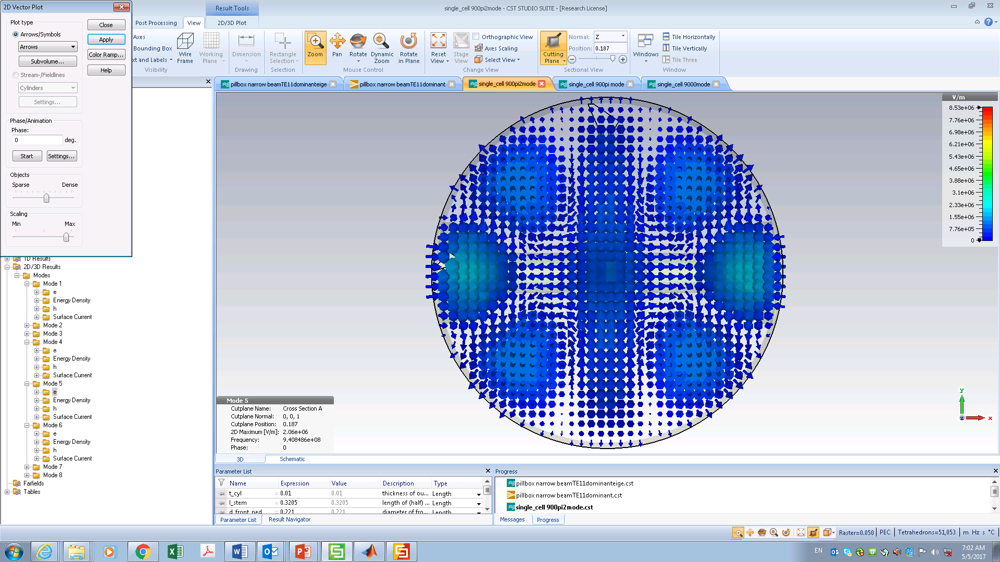 2D Vector Plot
Plot type
Arrows/Symbols
Arrows
Subvolume...
Stream-/Fieldlines
Cylinders
Settings...
Close
Apply
Color Ramp...
Help
Phase/Animation
Phase:
0 deg.
Start Settings...
Objects
Sparse Dense
Scaling
Min Max
Result Tools
single_cell 900pi2mode - CST STUDIO SUITE - [Research License]
Post Processing View 2D/3D Plot
Axes
Bounding Box
xt and Labels
Visibility
Wire Frame
Working Plane
Dimension
Drawing
Rectangle Selection
Selection
Zoom
Pan
Rotate
Dynamic Zoom
Rotate in Plane
Mouse Control
Reset View
Stage View
Orthographic View
Axes Scaling
Select View
Change View
Cutting Plane
Normal: Z
Position: 0.187
Sectional View
Windows
Tile Horizontally
Tile Vertically
Tile Three
Window
pillbox narrow beamTE11dominanteige
pillbox narrow beamTE11dominant
single_cell 900pi2mode
single_cell 900pi mode
single_cell 9000mode
V/m
8.53e+06
7.76e+06
6.98e+06
6.21e+06
5.43e+06
4.65e+06
3.88e+06
3.1e+06
2.33e+06
1.55e+06
7.76e+05
0
1D Results
2D/3D Results
Modes
Mode 1
e
Energy Density
h
Surface Current
Mode 2
Mode 3
Mode 4
e
Energy Density
h
Surface Current
Mode 5
e
Energy Density
h
Surface Current
Mode 6
e
Energy Density
h
Surface Current
Mode 7
Mode 8
Farfields
Tables
Mode 5
Cutplane Name: Cross Section A
Cutplane Normal: 0, 0, 1
Cutplane Position: 0.187
2D Maximum [V/m]: 2.06e+06
Frequency: 9.408486e+08
Phase: 0
y
z x
3D Schematic
Parameter List
Name Expression Value Description Type
t_cyl = 0.01 0.01 thickness of ou... Length
l_stem = 0.3205 0.3205 length of (half) ... Length
d_front_ned = 0.221 0.221 diameter of fro... Length
Parameter List Result Navigator
Progress
pillbox narrow beamTE11dominanteige.cst
pillbox narrow beamTE11dominant.cst
single_cell 900pi2mode.cst
Messages Progress
Raster=0.050 PEC Tetrahedrons=51,053 m Hz s °C
EN
7:02 AM
5/5/2017